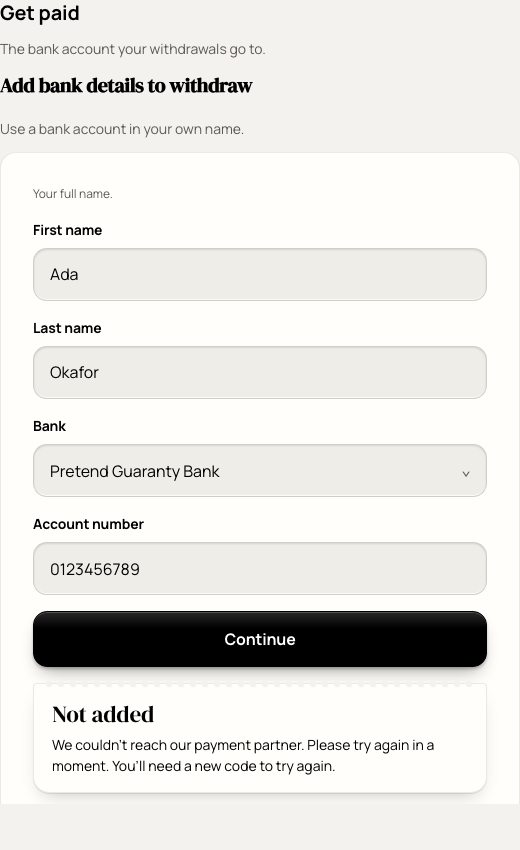 Get paid
The bank account your withdrawals go to.
Add bank details to withdraw
Use a bank account in your own name.
Your full name.
First name
Ada
Last name
Okafor
Bank
Pretend Guaranty Bank
Account number
0123456789
Continue
Not added
We couldn't reach our payment partner. Please try again in a
moment. You'll need a new code to try again.